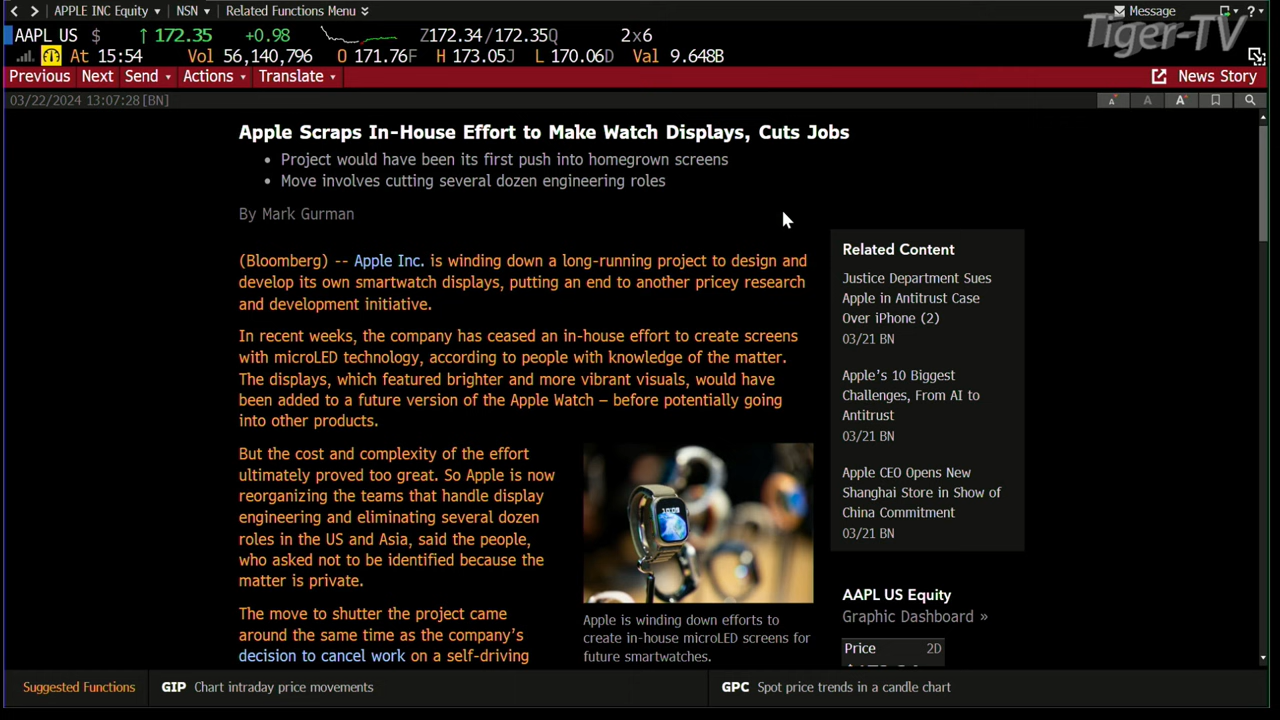 AAPLE INC Equity NSN Related Functions Menu Message ?
Tiger-TV
AAPL US $ ↑ 172.35 +0.98 Z172.34 / 172.35Q 2x6
At 15:54 Vol 56,140,796 O 171.76F H 173.05J L 170.06D Val 9.648B
Previous Next Send Actions Translate News Story
03/22/2024 13:07:28 [BN] A A A
Apple Scraps In-House Effort to Make Watch Displays, Cuts Jobs
• Project would have been its first push into homegrown screens
• Move involves cutting several dozen engineering roles
By Mark Gurman
(Bloomberg) -- Apple Inc. is winding down a long-running project to design and
develop its own smartwatch displays, putting an end to another pricey research
and development initiative.
In recent weeks, the company has ceased an in-house effort to create screens
with microLED technology, according to people with knowledge of the matter.
The displays, which featured brighter and more vibrant visuals, would have
been added to a future version of the Apple Watch – before potentially going
into other products.
But the cost and complexity of the effort
ultimately proved too great. So Apple is now
reorganizing the teams that handle display
engineering and eliminating several dozen
roles in the US and Asia, said the people,
who asked not to be identified because the
matter is private.
The move to shutter the project came
around the same time as the company's
decision to cancel work on a self-driving
10:09
Apple is winding down efforts to
create in-house microLED screens for
future smartwatches.
Related Content
Justice Department Sues
Apple in Antitrust Case
Over iPhone (2)
03/21 BN
Apple's 10 Biggest
Challenges, From AI to
Antitrust
03/21 BN
Apple CEO Opens New
Shanghai Store in Show of
China Commitment
03/21 BN
AAPL US Equity
Graphic Dashboard »
Price 2D
Suggested Functions GIP Chart intraday price movements GPC Spot price trends in a candle chart